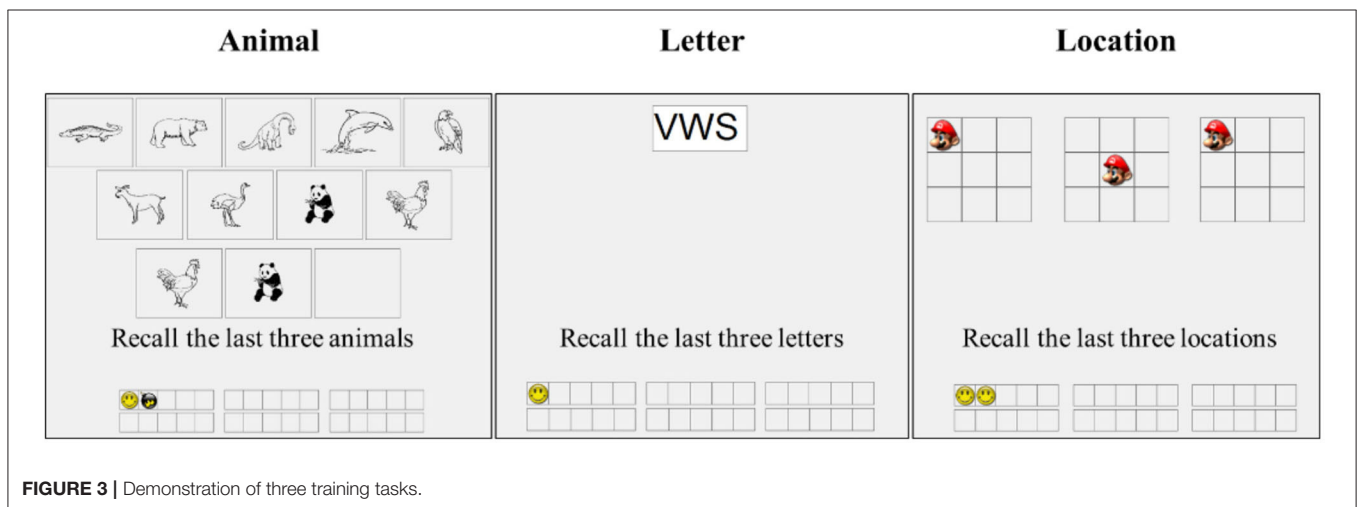 Animal
Letter
Location
VWS
Recall the last three animals
Recall the last three letters
Recall the last three locations
FIGURE 3 | Demonstration of three training tasks.